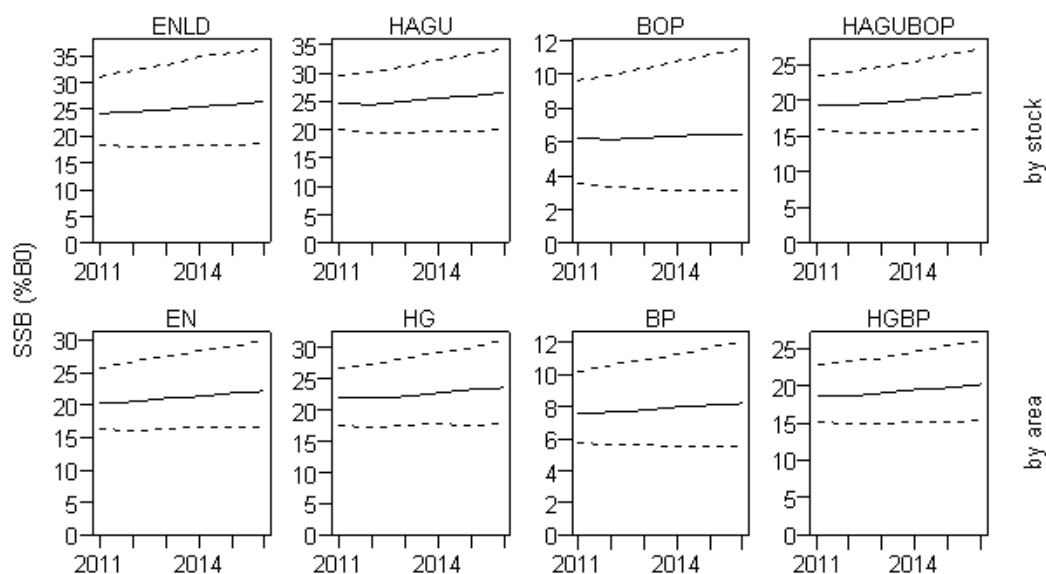 ENLD HAGU BOP HAGUBOP
35 30 25 20 15 10 5 0
35 30 25 20 15 10 5 0
12 10 8 6 4 2 0
25 20 15 10 5 0
2011 2014 2011 2014 2011 2014 2011 2014
by stock
SSB (%B0)
EN HG BP HGBP
30 25 20 15 10 5 0
30 25 20 15 10 5 0
12 10 8 6 4 2 0
25 20 15 10 5 0
2011 2014 2011 2014 2011 2014 2011 2014
by area